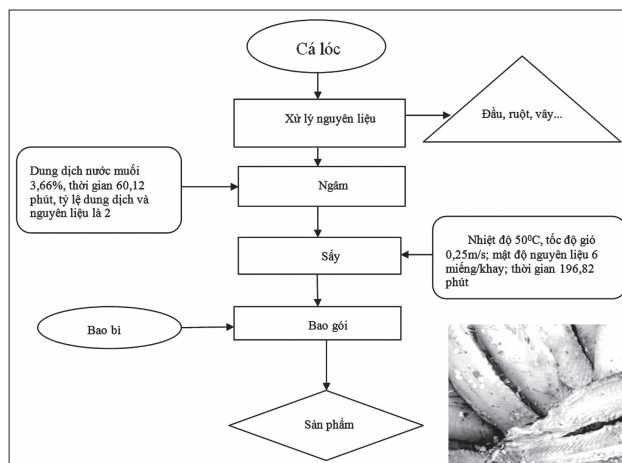 Cá lóc
Xử lý nguyên liệu
Đầu, ruột, vây...
Dung dịch nước muối
3,66%, thời gian 60,12
phút, tỷ lệ dung dịch và
nguyên liệu là 2
Ngâm
Nhiệt độ 50⁰C, tốc độ gió
0,25m/s; mật độ nguyên liệu 6
miếng/khay; thời gian 196,82
phút
Sấy
Bao bì
Bao gói
Sản phẩm